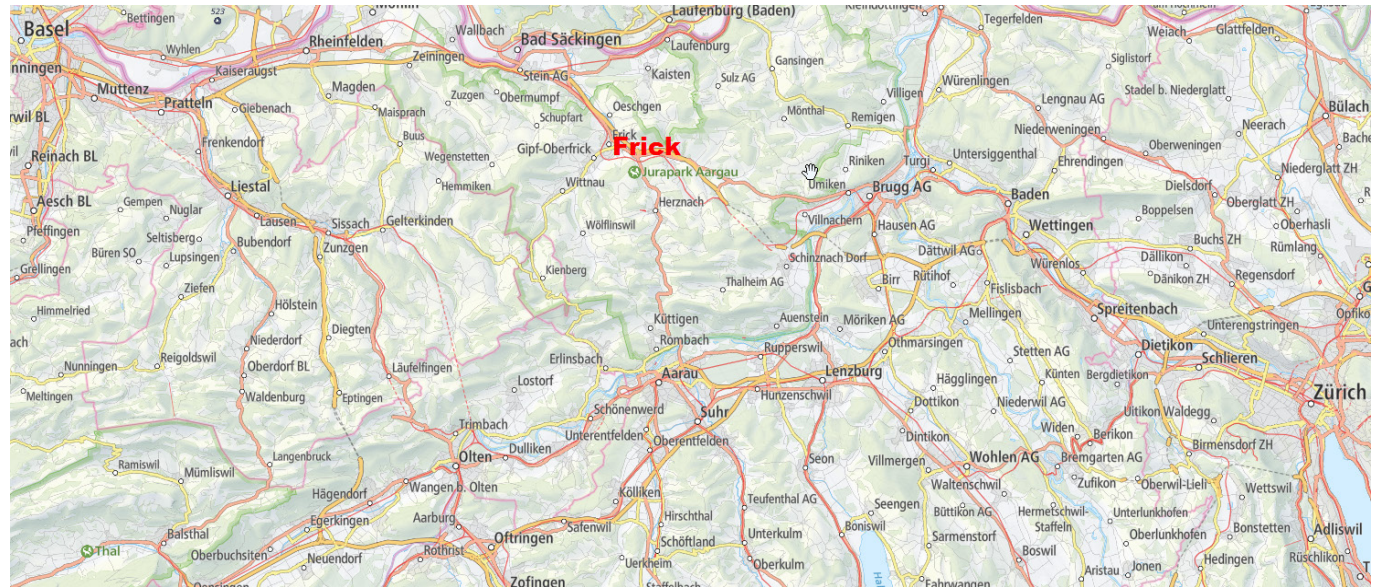 Bettingen
523
Möhlin
Wallbach
Laufenburg (Baden)
Kleindöttingen
Tegerfelden
Weiach
Glattfelden
Basel
Wyhlen
Rheinfelden
Bad Säckingen
Laufenburg
Gansingen
Siglistorf
Zeiningen
Kaiseraugst
Stein AG
Kaisten
Sulz AG
Würenlingen
Muttenz
Magden
Zuzgen
Obermumpf
Villigen
Lengnau AG
Stadel b. Niederglatt
Pratteln
Giebenach
Maisprach
Schupfart
Oeschgen
Mönthal
Remigen
Bülach
Frenkendorf
Buus
Frick
Frick
Niederweningen
Neerach
Oberweningen
Reinach BL
Wegenstetten
Gipf-Oberfrick
Riniken
Turgi
Untersiggenthal
Ehrendingen
Niederglatt ZH
Jurapark Aargau
Liestal
Hemmiken
Wittnau
Umiken
Brugg AG
Baden
Dielsdorf
Aesch BL
Gempen
Nuglar
Lausen
Sissach
Gelterkinden
Herznach
Villnachern
Hausen AG
Wettingen
Boppelsen
Oberglatt ZH
Pfeffingen
Seltisberg
Bubendorf
Zunzgen
Wölflinswil
Oberhasli
Büren SO
Lupsingen
Schinznach Dorf
Dättwil AG
Buchs ZH
Rümlang
Grellingen
Kienberg
Thalheim AG
Birr
Rütihof
Würenlos
Dällikon
Dänikon ZH
Regensdorf
Ziefen
Fislisbach
Himmelried
Hölstein
Diegten
Küttigen
Auenstein
Möriken AG
Mellingen
Spreitenbach
Unterengstringen
Niederdorf
Rombach
Rupperswil
Othmarsingen
Dietikon
Nunningen
Reigoldswil
Oberdorf BL
Läufelfingen
Erlinsbach
Stetten AG
Schlieren
Aarau
Lenzburg
Hägglingen
Künten
Bergdietikon
Meltingen
Waldenburg
Eptingen
Lostorf
Hunzenschwil
Dottikon
Niederwil AG
Zürich
Schönenwerd
Suhr
Uitikon Waldegg
Trimbach
Unterentfelden
Oberentfelden
Dintikon
Widen
Berikon
Birmensdorf ZH
Dulliken
Langenbruck
Olten
Seon
Villmergen
Wohlen AG
Bremgarten AG
Ramiswil
Mümliswil
Wangen b. Olten
Waltenschwil
Zufikon
Oberwil-Lieli
Wettswil
Hägendorf
Kölliken
Teufenthal AG
Seengen
Büttikon AG
Hermetschwil-
Staffeln
Unterlunkhofen
Egerkingen
Aarburg
Hirschthal
Safenwil
Boniswil
Bonstetten
Adliswil
Balsthal
Oftringen
Schöftland
Unterkulm
Sarmenstorf
Oberlunkhofen
Thal
Oberbuchsiten
Neuendorf
Rothrist
Uerkheim
Oberkulm
Boswil
Aristau
Jonen
Hedingen
Rüschlikon
Oensingen
Zofingen
Staffelbach
Fahrwangen